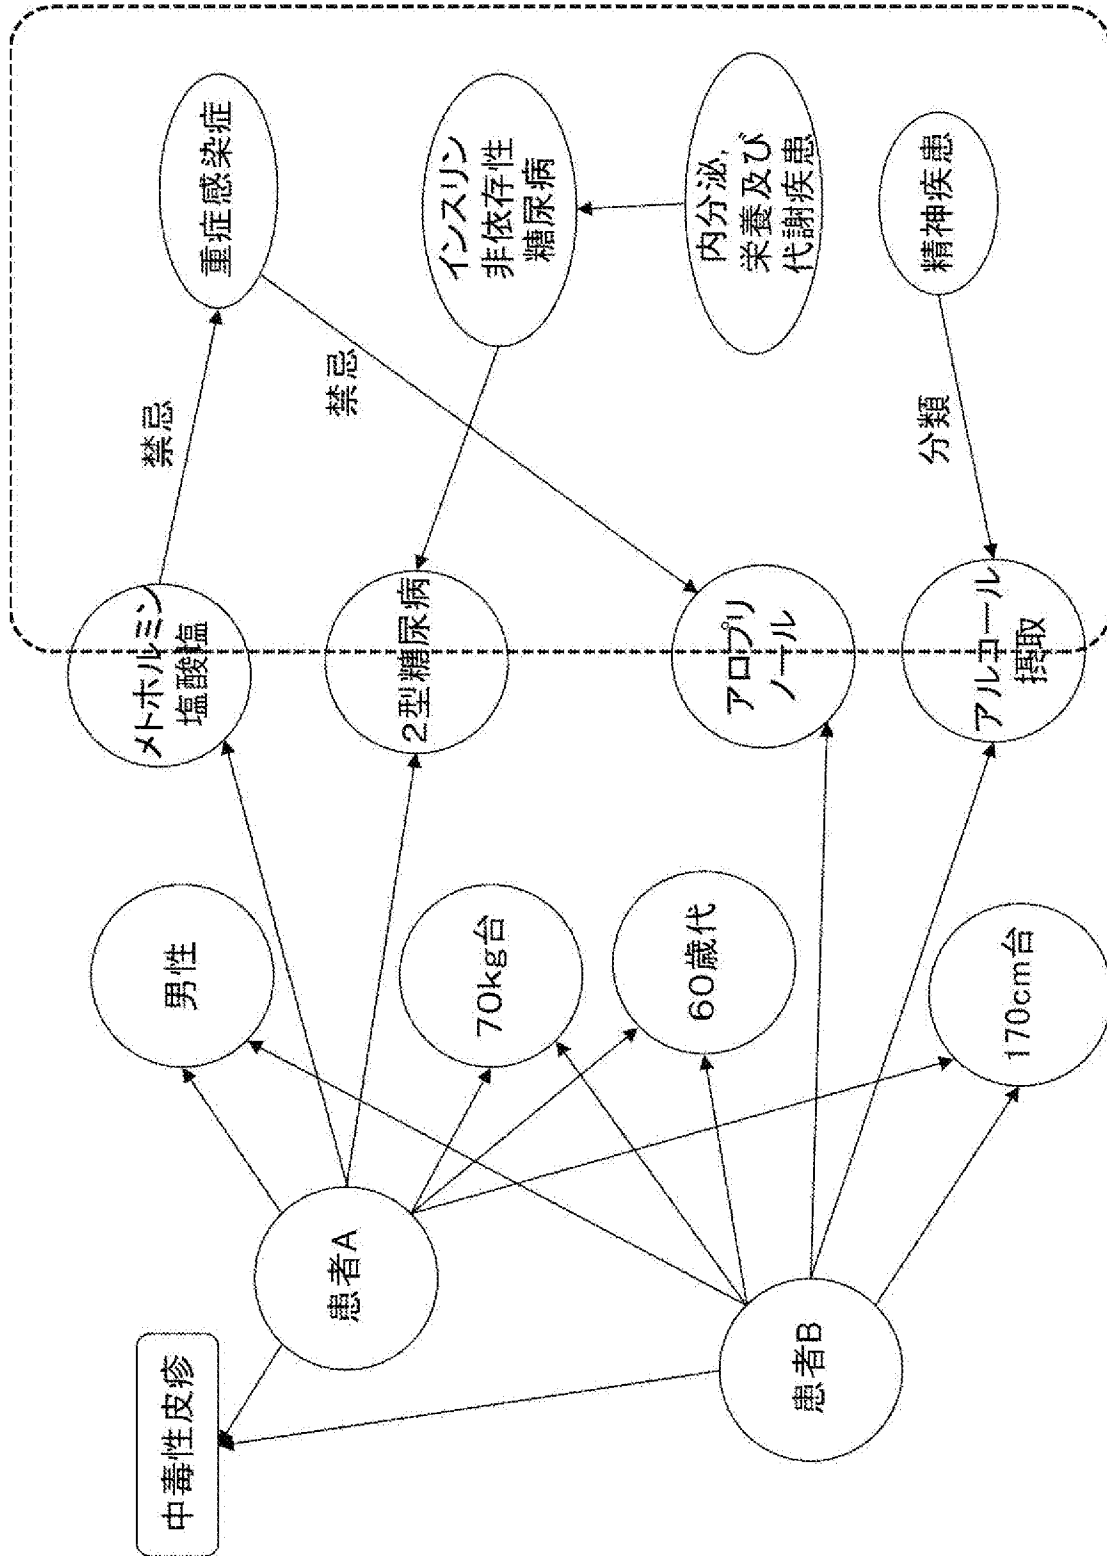 中毒性皮疹
患者A
患者B
男性
70kg台
60歳代
170cm台
メトホルミン
塩酸塩
2型糖尿病
アロプリ
ノール
アルコール
摂取
禁忌
禁忌
分類
重症感染症
インスリン
非依存性
糖尿病
内分泌,
栄養及び
代謝疾患
精神疾患